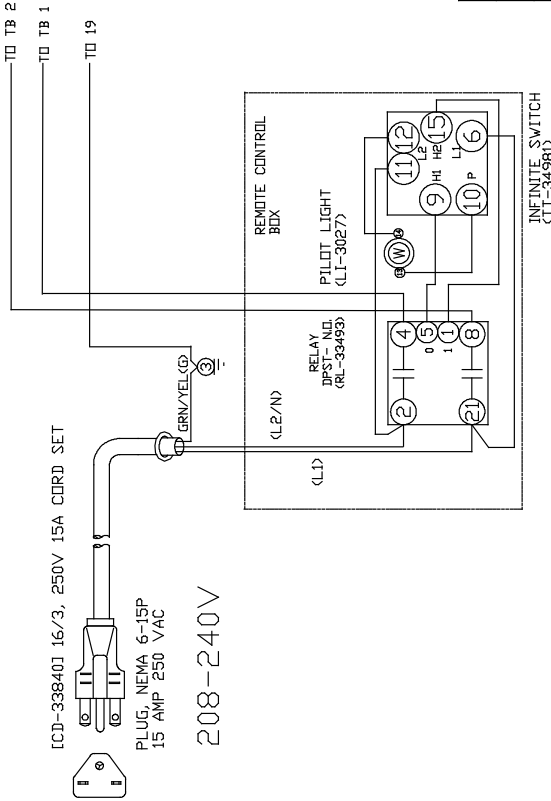 TO TB 2
TO TB 1
TO 19
[CD-33840] 16/3, 250V 15A CORD SET
PLUG, NEMA 6-15P
15 AMP 250 VAC
208-240V
GRN/YEL(G)
3
(L2/N)
(L1)
REMOTE CONTROL
BOX
PILOT LIGHT
(LI-3027)
RELAY
DPST- N.O.
(RL-33493)
2
21
4
5
1
8
0
1
W
11
12
L2
H2
15
9
H1
L1
6
10
P
INFINITE SWITCH
(TT-34981)